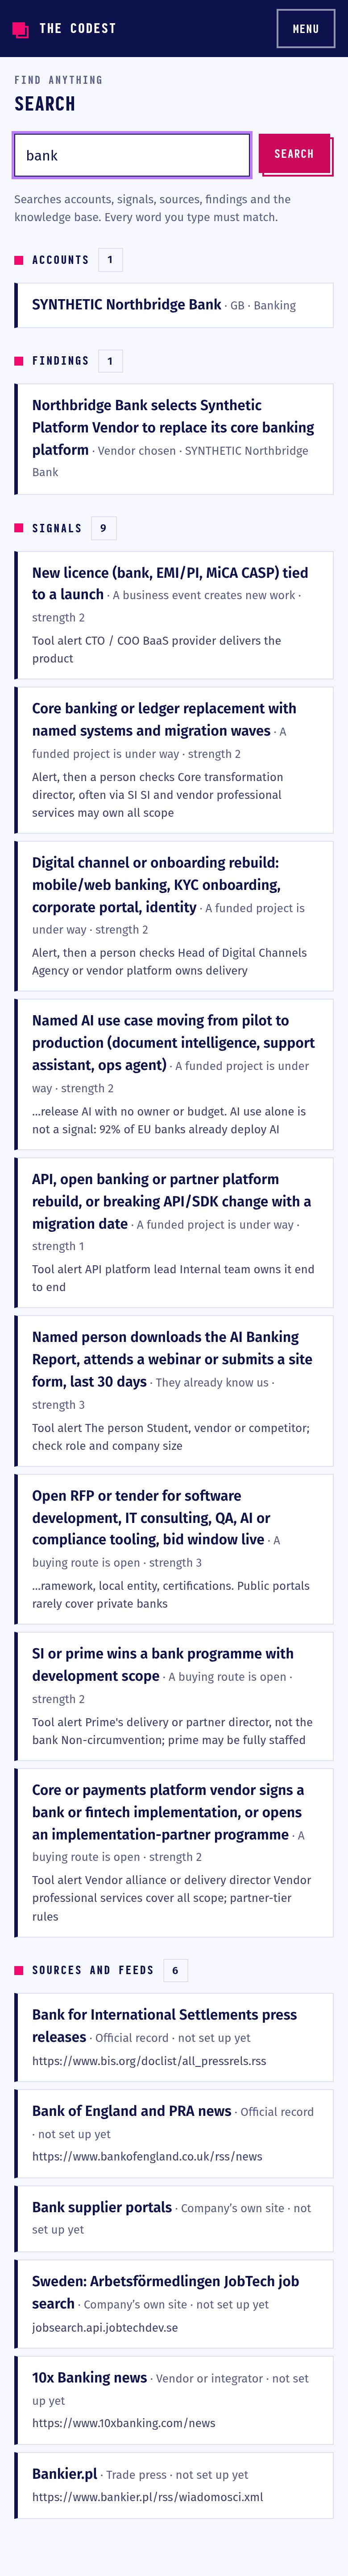 THE CODEST
MENU
FIND ANYTHING
SEARCH
bank
SEARCH
Searches accounts, signals, sources, findings and the
knowledge base. Every word you type must match.
ACCOUNTS 1
SYNTHETIC Northbridge Bank · GB · Banking
FINDINGS 1
Northbridge Bank selects Synthetic
Platform Vendor to replace its core banking
platform · Vendor chosen · SYNTHETIC Northbridge
Bank
SIGNALS 9
New licence (bank, EMI/PI, MiCA CASP) tied
to a launch · A business event creates new work ·
strength 2
Tool alert CTO / COO BaaS provider delivers the
product
Core banking or ledger replacement with
named systems and migration waves · A
funded project is under way · strength 2
Alert, then a person checks Core transformation
director, often via SI SI and vendor professional
services may own all scope
Digital channel or onboarding rebuild:
mobile/web banking, KYC onboarding,
corporate portal, identity · A funded project is
under way · strength 2
Alert, then a person checks Head of Digital Channels
Agency or vendor platform owns delivery
Named AI use case moving from pilot to
production (document intelligence, support
assistant, ops agent) · A funded project is under
way · strength 2
…release AI with no owner or budget. AI use alone is
not a signal: 92% of EU banks already deploy AI
API, open banking or partner platform
rebuild, or breaking API/SDK change with a
migration date · A funded project is under way ·
strength 1
Tool alert API platform lead Internal team owns it end
to end
Named person downloads the AI Banking
Report, attends a webinar or submits a site
form, last 30 days · They already know us ·
strength 3
Tool alert The person Student, vendor or competitor;
check role and company size
Open RFP or tender for software
development, IT consulting, QA, AI or
compliance tooling, bid window live · A
buying route is open · strength 3
…ramework, local entity, certifications. Public portals
rarely cover private banks
SI or prime wins a bank programme with
development scope · A buying route is open ·
strength 2
Tool alert Prime's delivery or partner director, not the
bank Non-circumvention; prime may be fully staffed
Core or payments platform vendor signs a
bank or fintech implementation, or opens
an implementation-partner programme · A
buying route is open · strength 2
Tool alert Vendor alliance or delivery director Vendor
professional services cover all scope; partner-tier
rules
SOURCES AND FEEDS 6
Bank for International Settlements press
releases · Official record · not set up yet
https://www.bis.org/doclist/all_pressrels.rss
Bank of England and PRA news · Official record
· not set up yet
https://www.bankofengland.co.uk/rss/news
Bank supplier portals · Company’s own site · not
set up yet
Sweden: Arbetsförmedlingen JobTech job
search · Company’s own site · not set up yet
jobsearch.api.jobtechdev.se
10x Banking news · Vendor or integrator · not set
up yet
https://www.10xbanking.com/news
Bankier.pl · Trade press · not set up yet
https://www.bankier.pl/rss/wiadomosci.xml